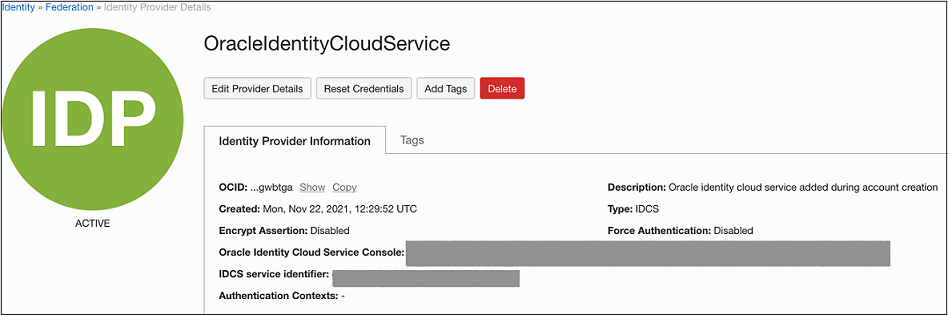 Identity » Federation » Identity Provider Details
OracleIdentityCloudService
Edit Provider Details Reset Credentials Add Tags Delete
IDP
Identity Provider Information Tags
OCID: ...gwbtga Show Copy Description: Oracle identity cloud service added during account creation
Created: Mon, Nov 22, 2021, 12:29:52 UTC Type: IDCS
ACTIVE
Encrypt Assertion: Disabled Force Authentication: Disabled
Oracle Identity Cloud Service Console:
IDCS service identifier:
Authentication Contexts: -